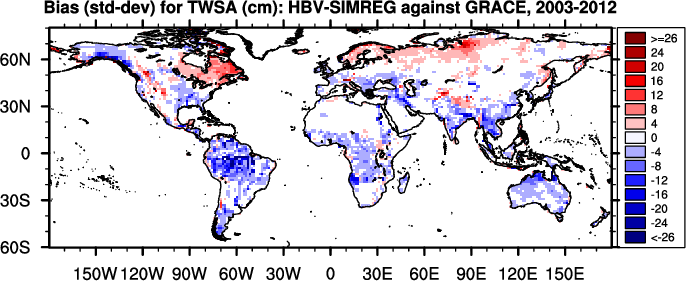 Bias (std-dev) for TWSA (cm): HBV-SIMREG against GRACE, 2003-2012
60N
30N
0
30S
60S
150W 120W 90W 60W 30W 0 30E 60E 90E 120E 150E
>=26
24
20
16
12
8
4
0
-4
-8
-12
-16
-20
-24
<-26